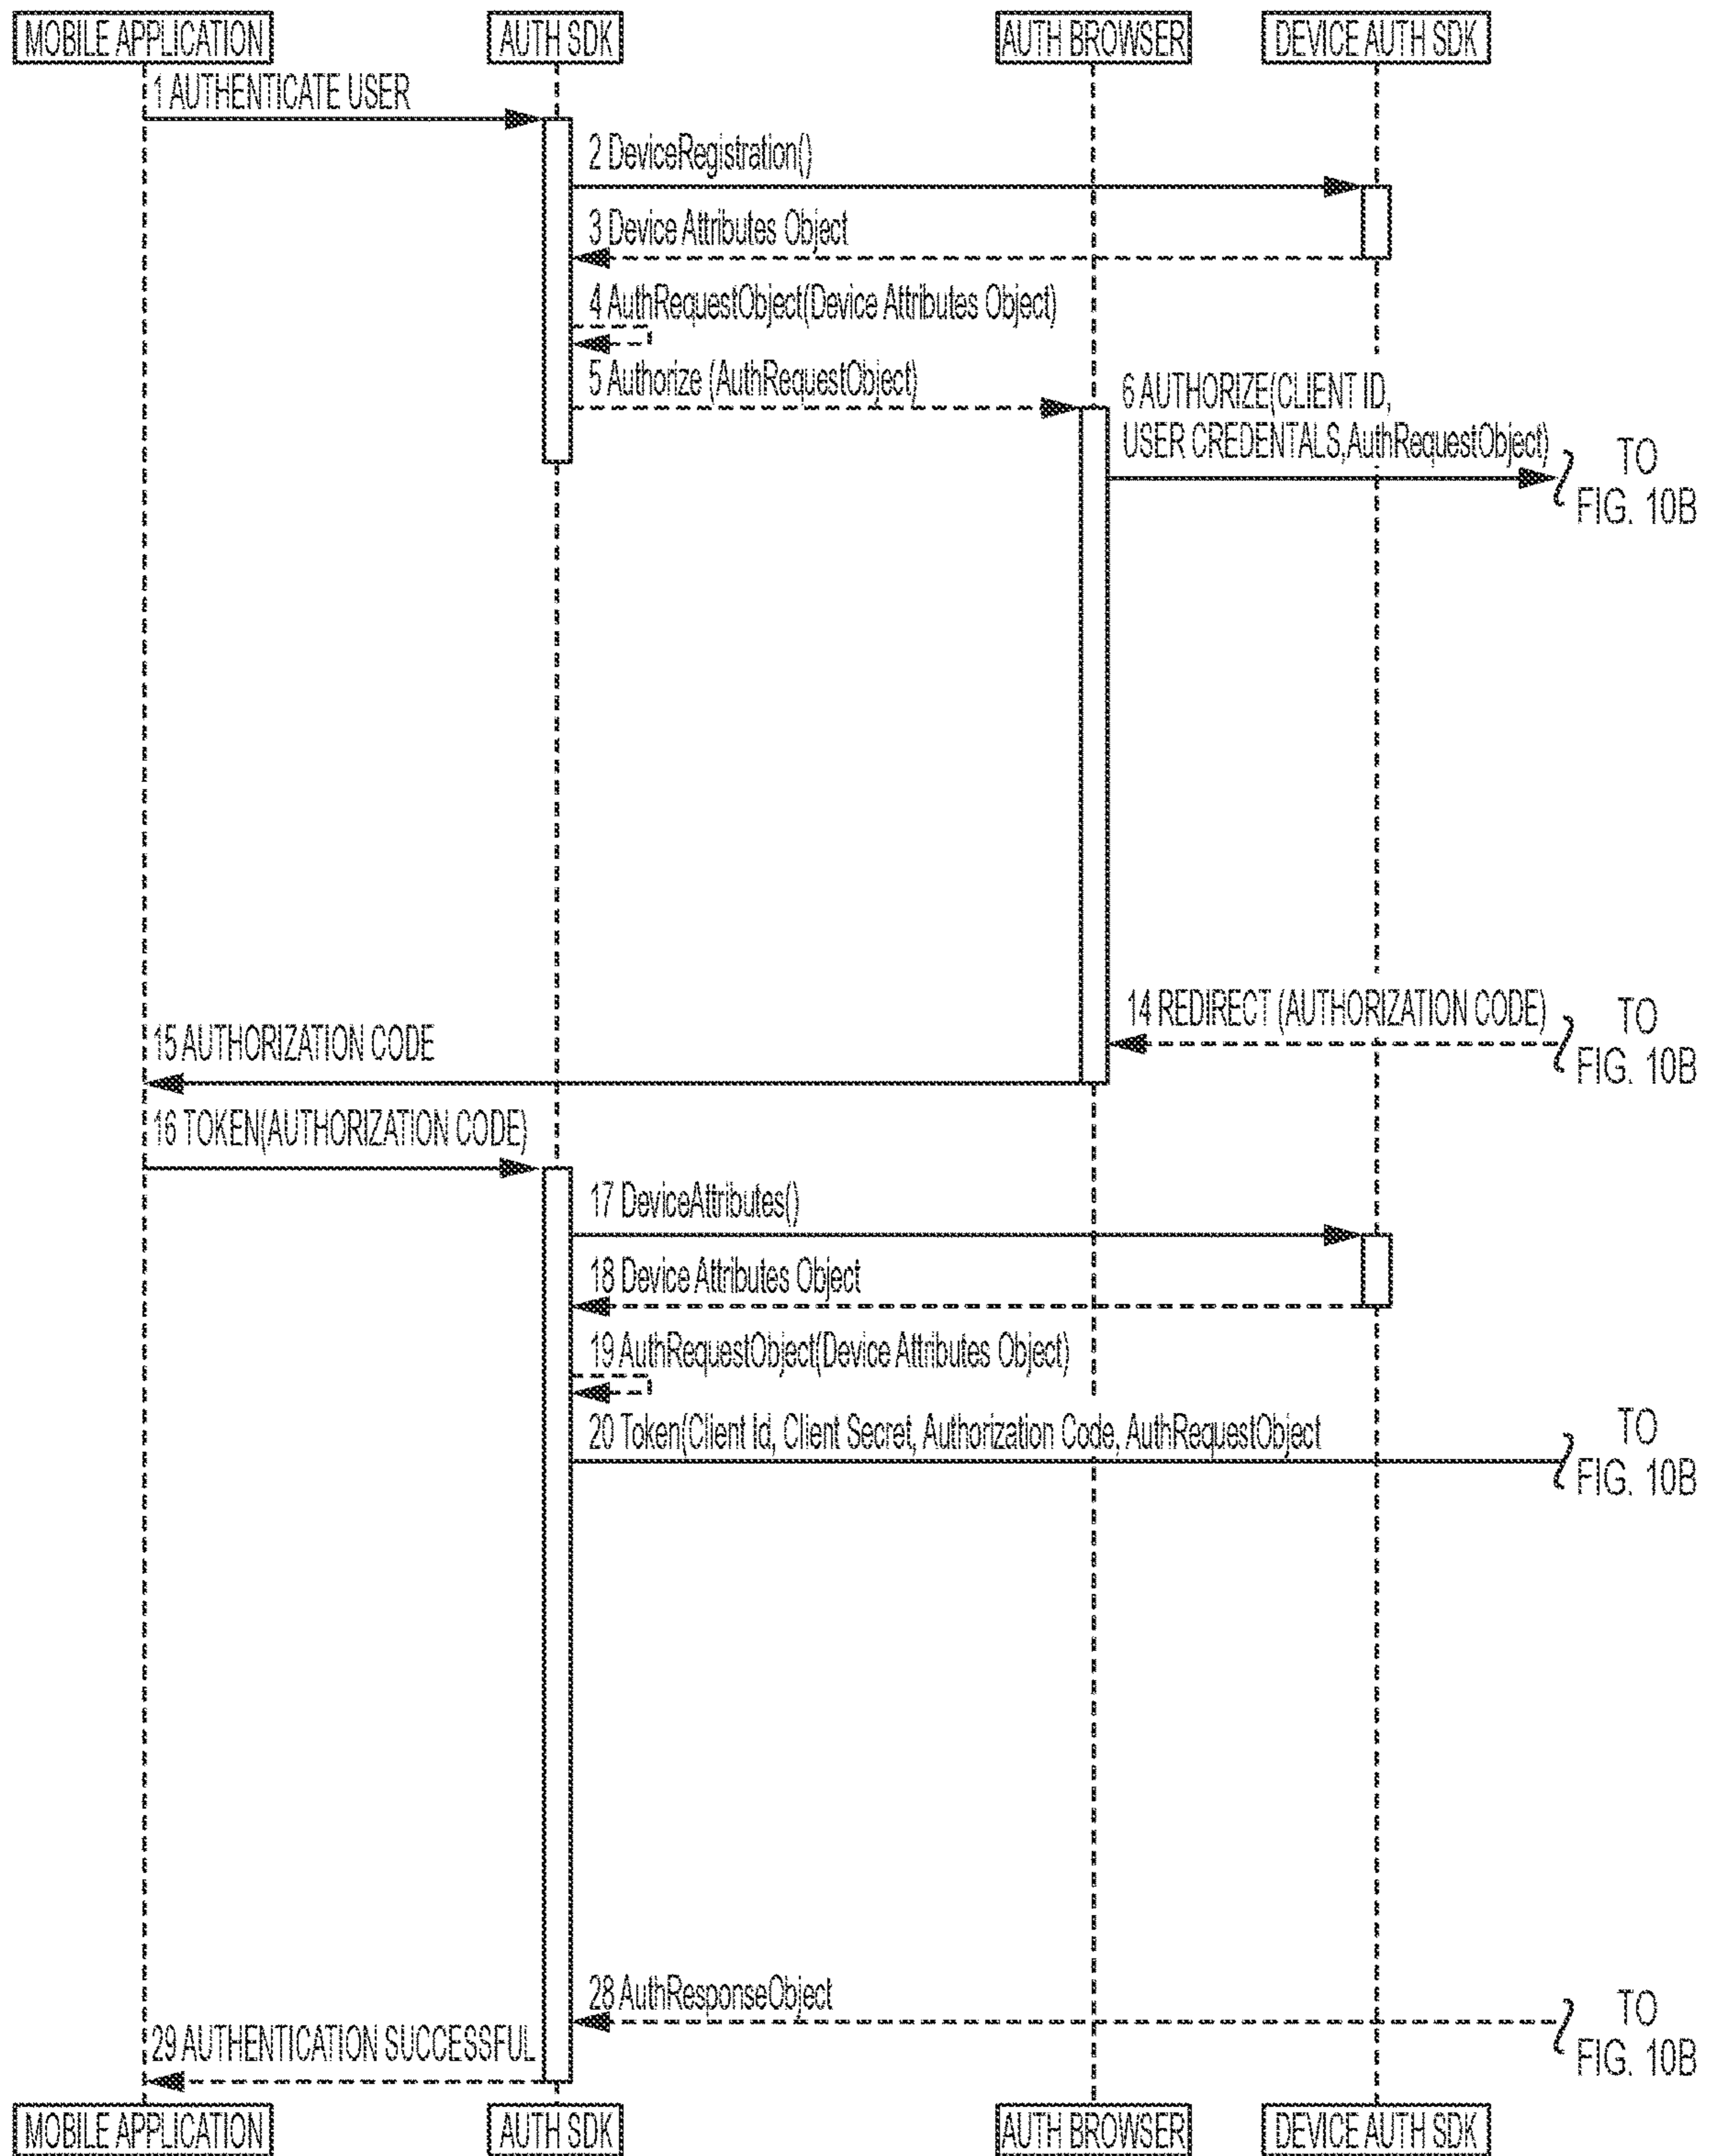 MOBILE APPLICATION
AUTH SDK
AUTH BROWSER
DEVICE AUTH SDK
1 AUTHENTICATE USER
2 DeviceRegistration()
3 Device Attributes Object
4 AuthRequestObject(Device Attributes Object)
5 Authorize (AuthRequestObject)
6 AUTHORIZE(CLIENT ID,
USER CREDENTALS,AuthRequestObject)
TO
FIG. 10B
14 REDIRECT (AUTHORIZATION CODE)
TO
FIG. 10B
15 AUTHORIZATION CODE
16 TOKEN(AUTHORIZATION CODE)
17 DeviceAttributes()
18 Device Attributes Object
19 AuthRequestObject(Device Attributes Object)
20 Token(Client Id, Client Secret, Authorization Code, AuthRequestObject
TO
FIG. 10B
28 AuthResponseObject
TO
FIG. 10B
29 AUTHENTICATION SUCCESSFUL
MOBILE APPLICATION
AUTH SDK
AUTH BROWSER
DEVICE AUTH SDK